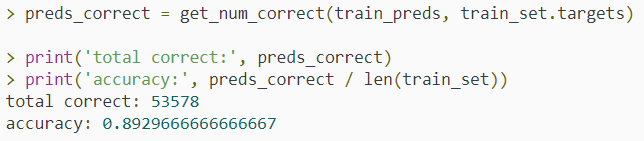 > preds_correct = get_num_correct(train_preds, train_set.targets)
> print('total correct:', preds_correct)
> print('accuracy:', preds_correct / len(train_set))
total correct: 53578
accuracy: 0.8929666666666667